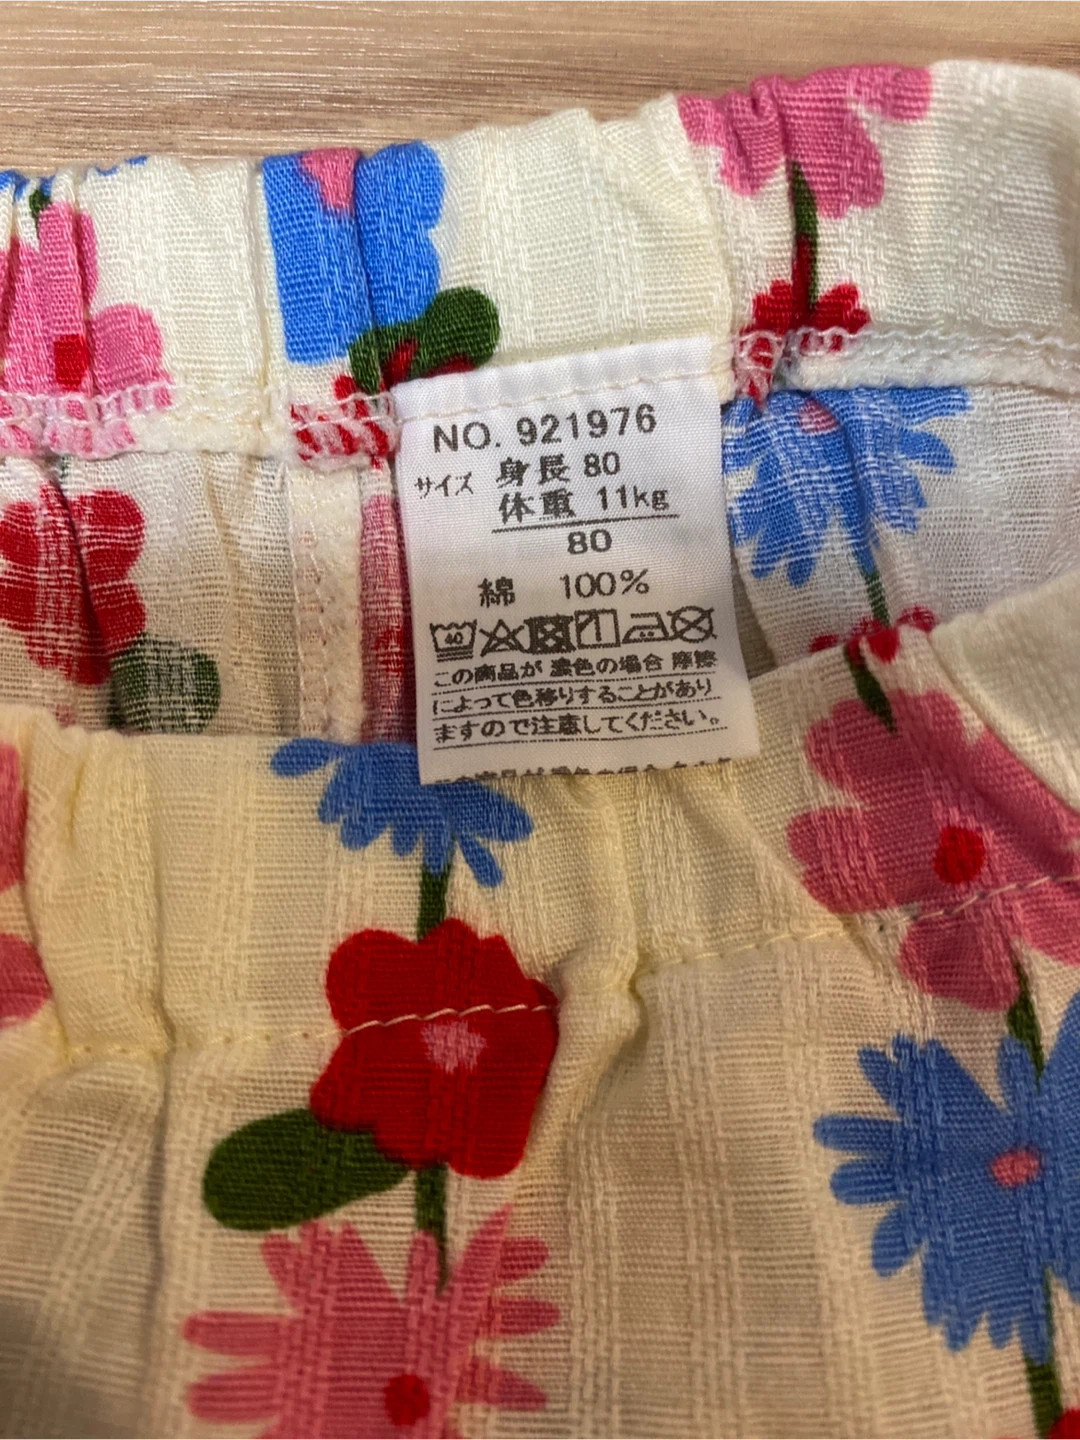 NO. 921976
サイズ 身長 80
体重 11kg
80
綿 100%
40
この商品が 濃色の場合 摩擦
によって色移りすることがあり
ますので注意してください。